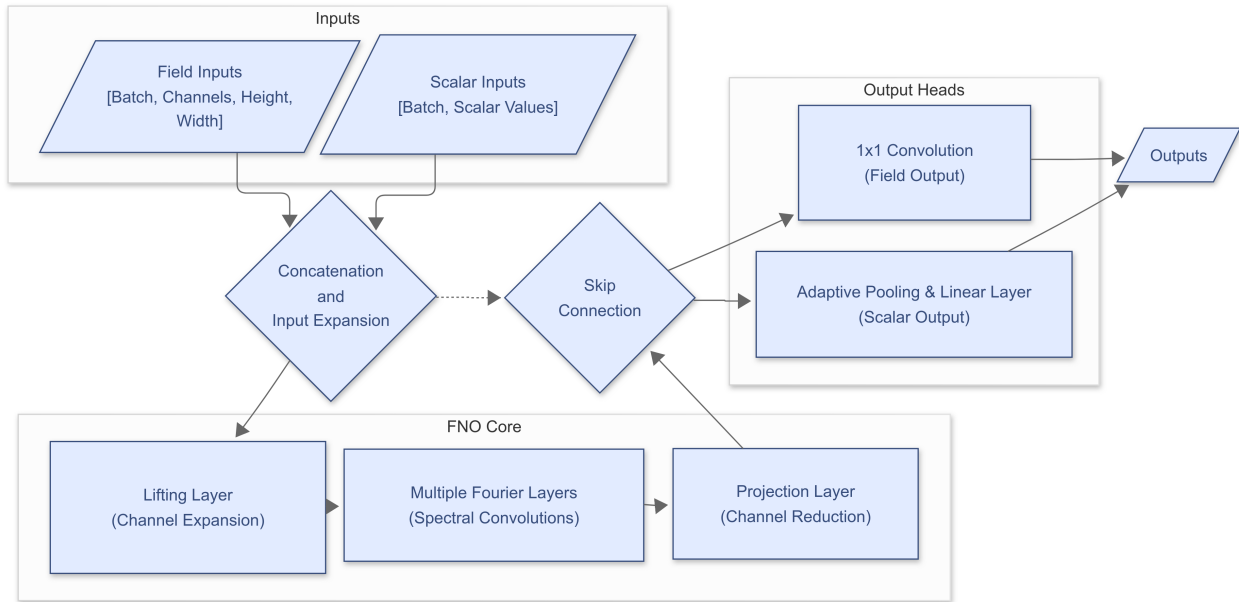 Inputs
Field Inputs
[Batch, Channels, Height,
Width]
Scalar Inputs
[Batch, Scalar Values]
Concatenation
and
Input Expansion
Skip
Connection
Output Heads
1x1 Convolution
(Field Output)
Adaptive Pooling & Linear Layer
(Scalar Output)
Outputs
FNO Core
Lifting Layer
(Channel Expansion)
Multiple Fourier Layers
(Spectral Convolutions)
Projection Layer
(Channel Reduction)